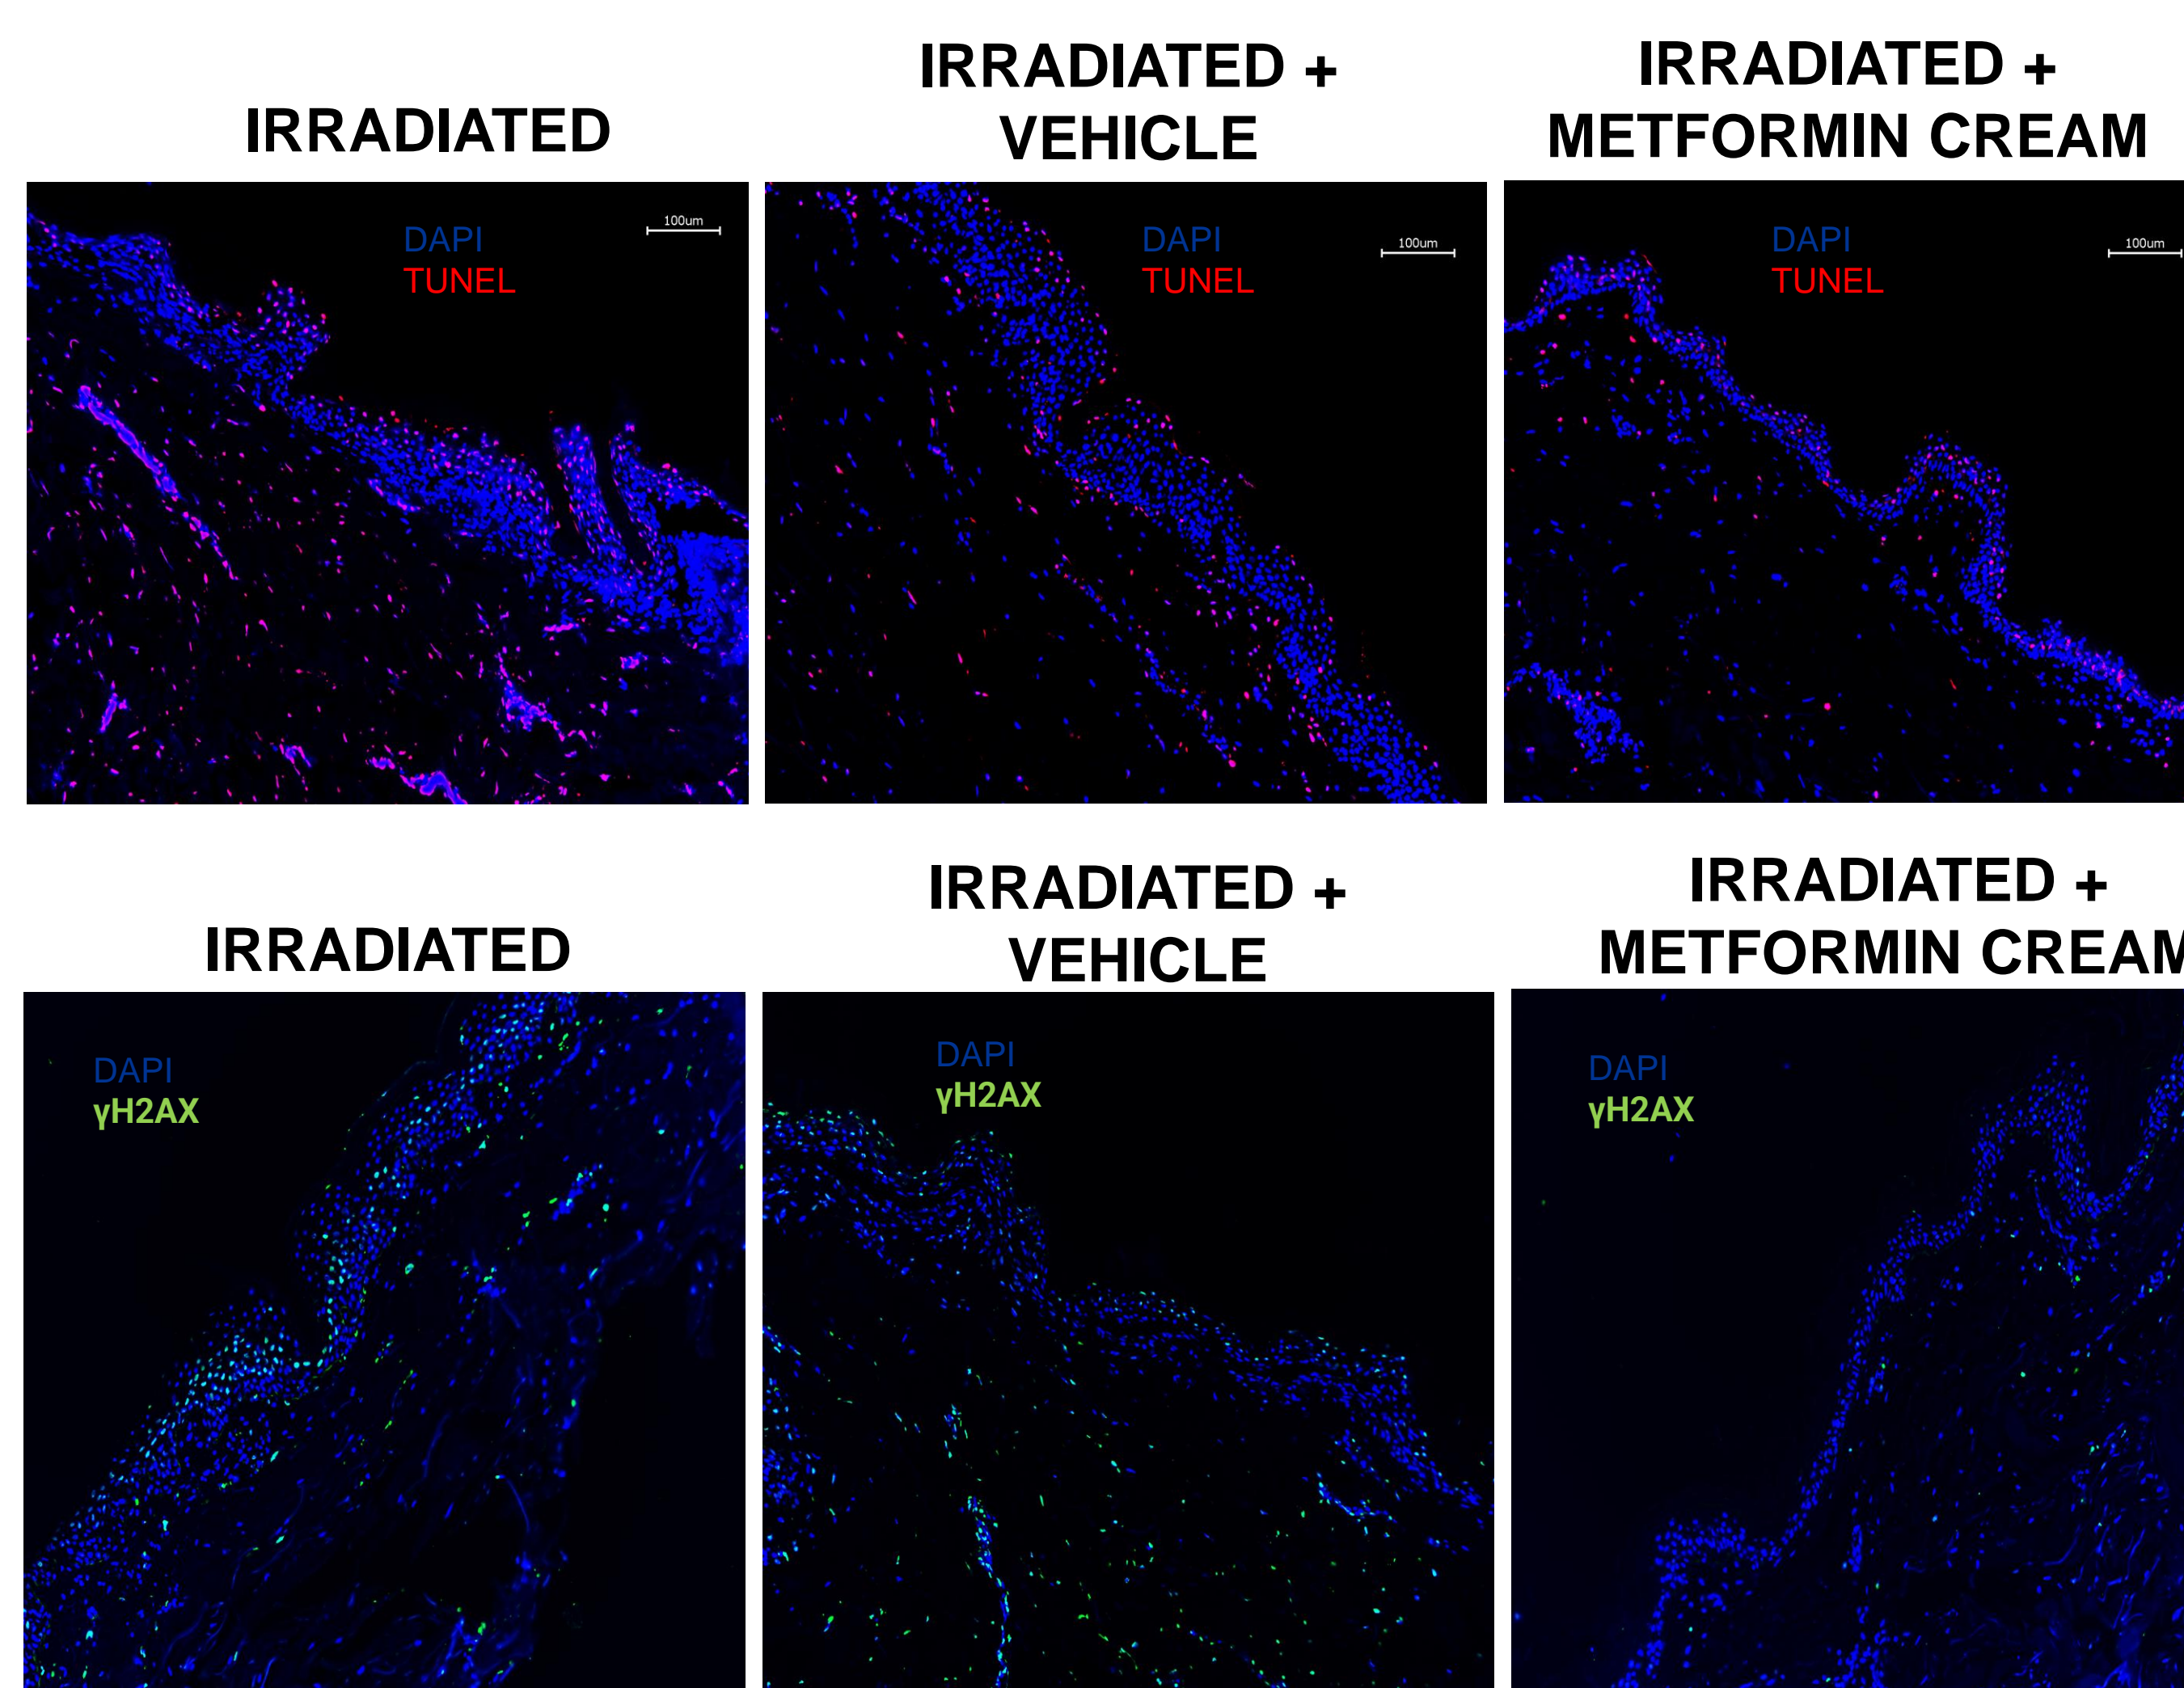 IRRADIATED
IRRADIATED +
VEHICLE
IRRADIATED +
METFORMIN CREAM
DAPI
TUNEL
100um
DAPI
TUNEL
100um
DAPI
TUNEL
100um
IRRADIATED
IRRADIATED +
VEHICLE
IRRADIATED +
METFORMIN CREAM
DAPI
γH2AX
DAPI
γH2AX
DAPI
γH2AX